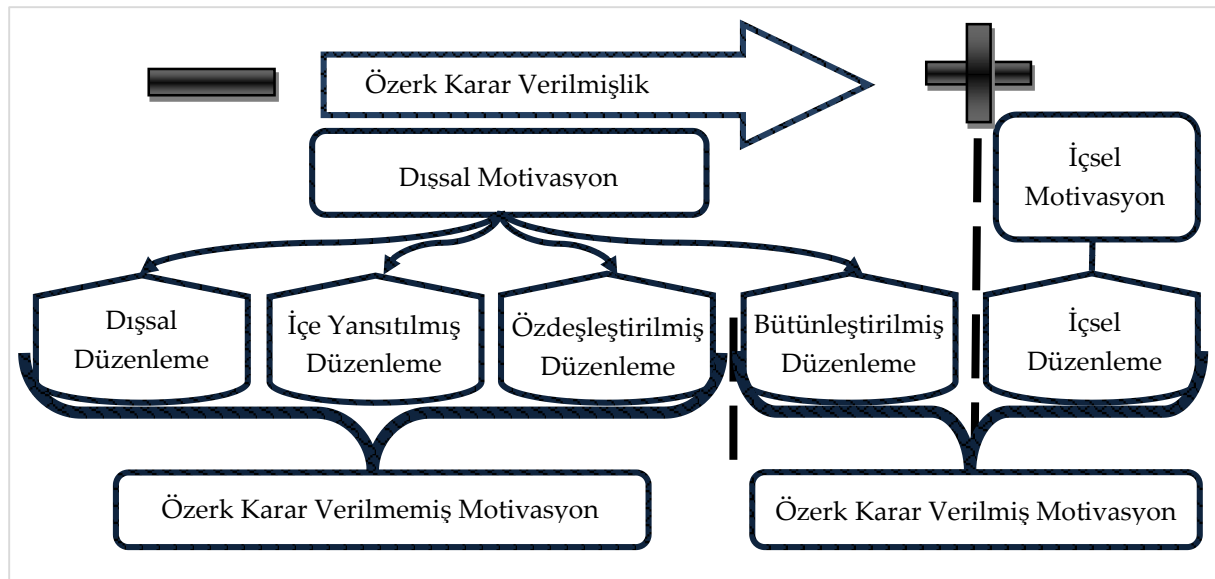 Özerk Karar Verilmişlik
Dışsal Motivasyon
İçsel
Motivasyon
Dışsal
Düzenleme
İçe Yansıtılmış
Düzenleme
Özdeşleştirilmiş
Düzenleme
Bütünleştirilmiş
Düzenleme
İçsel
Düzenleme
Özerk Karar Verilmemiş Motivasyon
Özerk Karar Verilmiş Motivasyon